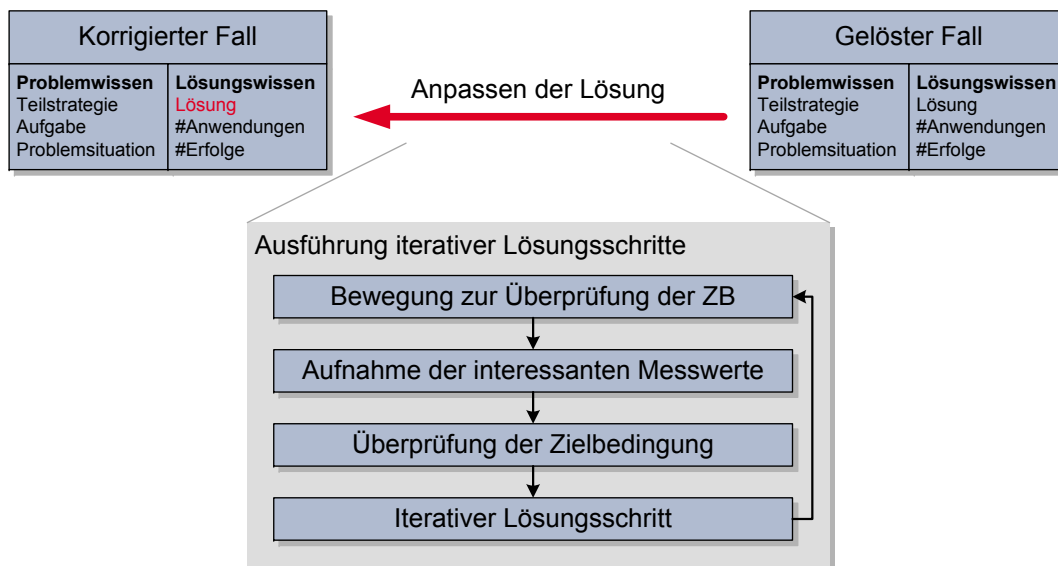 Korrigierter Fall
Problemwissen
Teilstrategie
Aufgabe
Problemsituation
Lösungswissen
Lösung
#Anwendungen
#Erfolge
Anpassen der Lösung
Gelöster Fall
Problemwissen
Teilstrategie
Aufgabe
Problemsituation
Lösungswissen
Lösung
#Anwendungen
#Erfolge
Ausführung iterativer Lösungsschritte
Bewegung zur Überprüfung der ZB
Aufnahme der interessanten Messwerte
Überprüfung der Zielbedingung
Iterativer Lösungsschritt